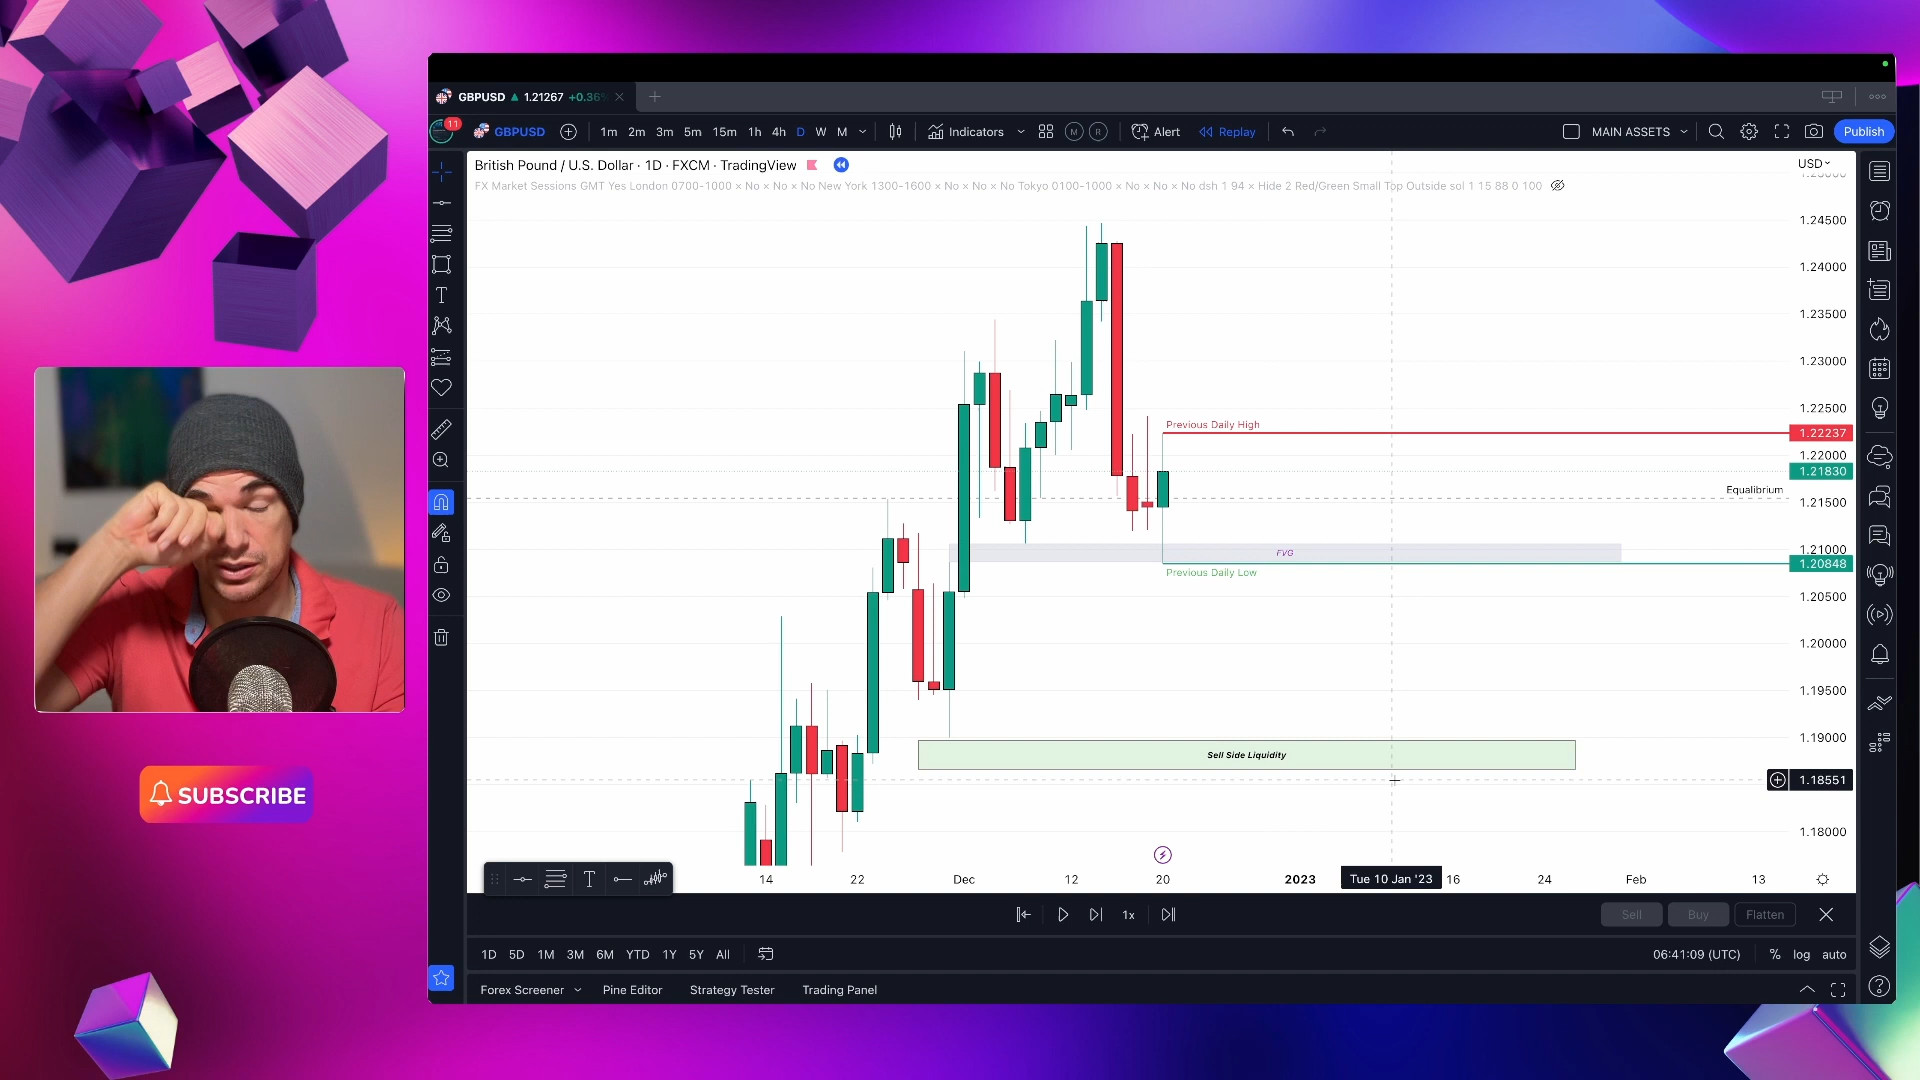 GBPUSD 1.21267 +0.36%
11
GBPUSD 1m 2m 3m 5m 15m 1h 4h D W M Indicators M R Alert Replay MAIN ASSETS Publish
British Pound / U.S. Dollar · 1D · FXCM · TradingView
USD
FX Market Sessions GMT Yes London 0700-1000 × No × No × No New York 1300-1600 × No × No × No Tokyo 0100-1000 × No × No × No dsh 1 94 × Hide 2 Red/Green Small Top Outside sol 1 15 88 0 100
1.24500
1.24000
1.23500
1.23000
1.22500
Previous Daily High
1.22237
1.22000
1.21830
Equalibrium
1.21500
1.21000
FVG
1.20848
Previous Daily Low
1.20500
1.20000
1.19500
1.19000
Sell Side Liquidity
1.18551
1.18000
14 22 Dec 12 20 2023 Tue 10 Jan '23 16 24 Feb 13
T
T
1x
Sell Buy Flatten
1D 5D 1M 3M 6M YTD 1Y 5Y All
06:41:09 (UTC) % log auto
Forex Screener Pine Editor Strategy Tester Trading Panel
SUBSCRIBE